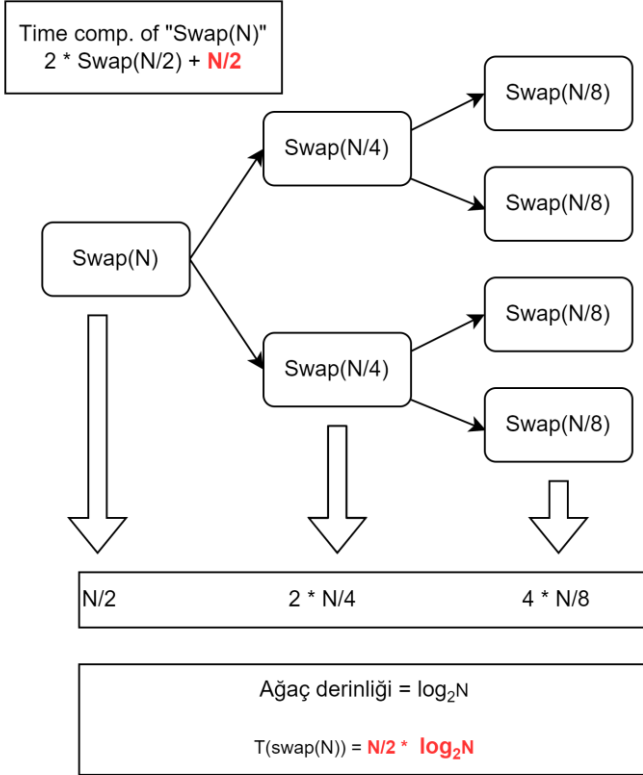 Time comp. of "Swap(N)"
2 * Swap(N/2) + N/2
Swap(N/8)
Swap(N/4)
Swap(N/8)
Swap(N)
Swap(N/8)
Swap(N/4)
Swap(N/8)
N/2 2 * N/4 4 * N/8
Ağaç derinliği = log₂N
T(swap(N)) = N/2 * log₂N